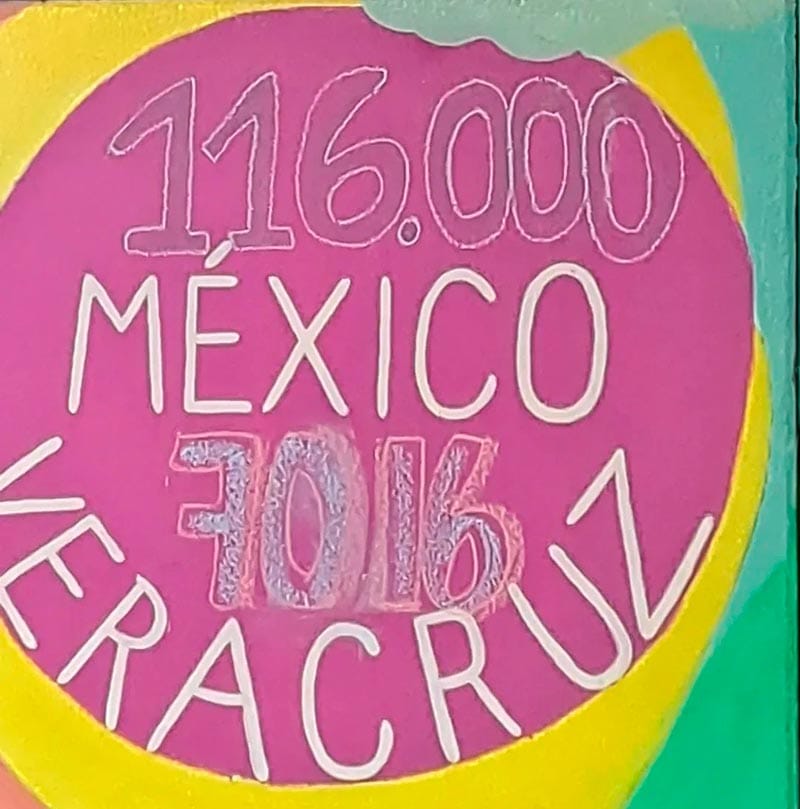 116.000
MÉXICO
7016
VERACRUZ